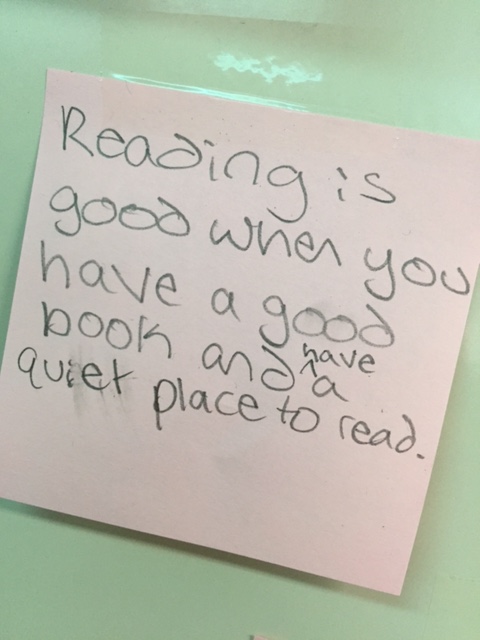 Reading is
good when you
have a good
book and have a
quiet place to read.